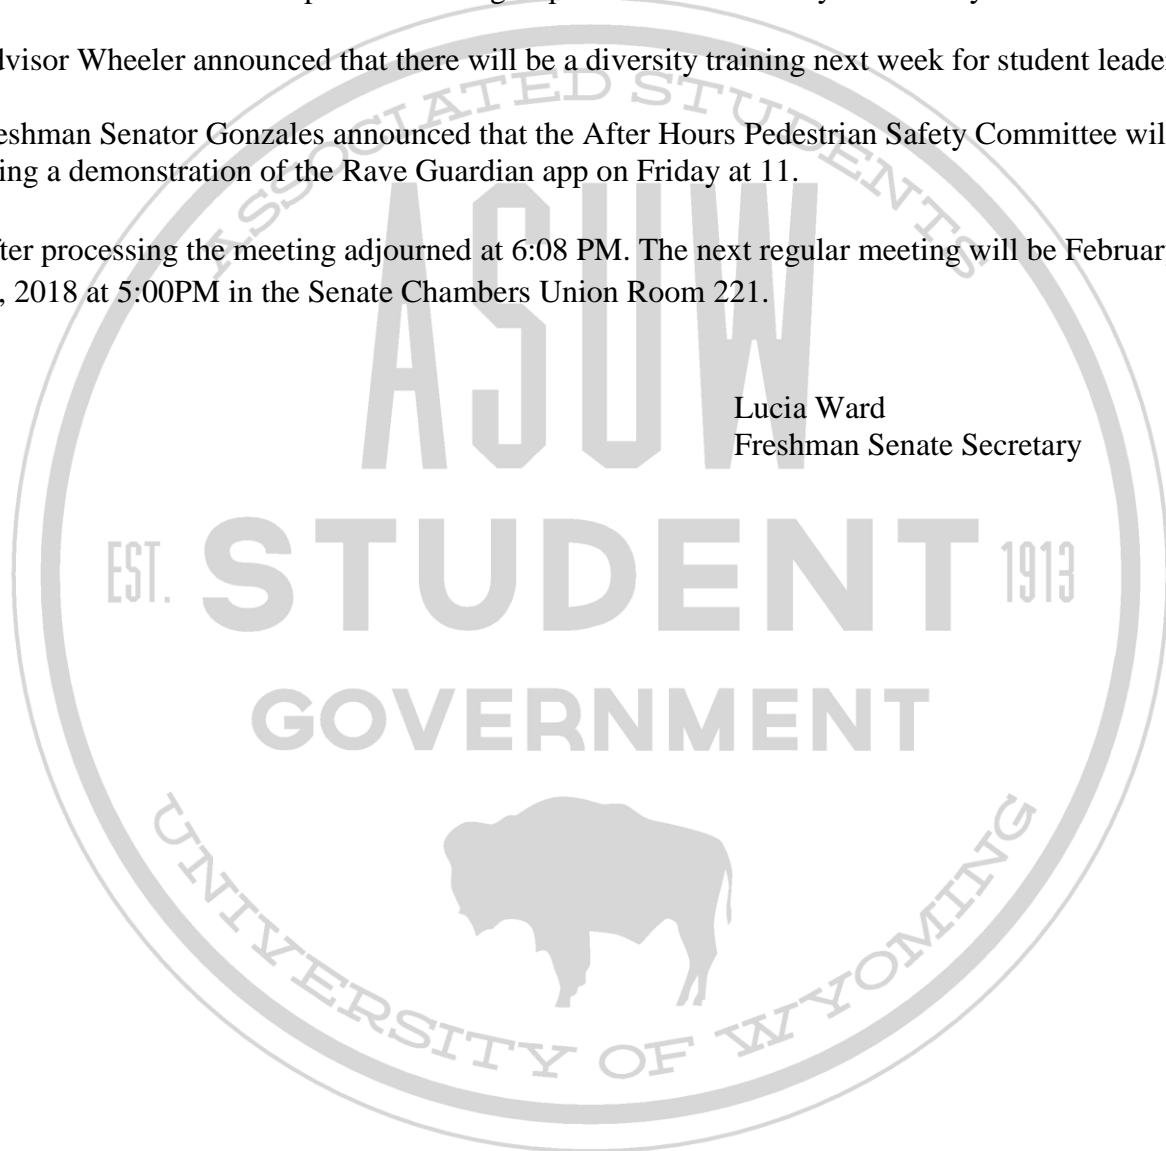 dvisor Wheeler announced that there will be a diversity training next week for student leade
eshman Senator Gonzales announced that the After Hours Pedestrian Safety Committee wil
ing a demonstration of the Rave Guardian app on Friday at 11.
ter processing the meeting adjourned at 6:08 PM. The next regular meeting will be Februar
, 2018 at 5:00PM in the Senate Chambers Union Room 221.
Lucia Ward
Freshman Senate Secretary
ASSOCIATED STUDENTS
ASUW
EST. STUDENT 1913
GOVERNMENT
UNIVERSITY OF WYOMING